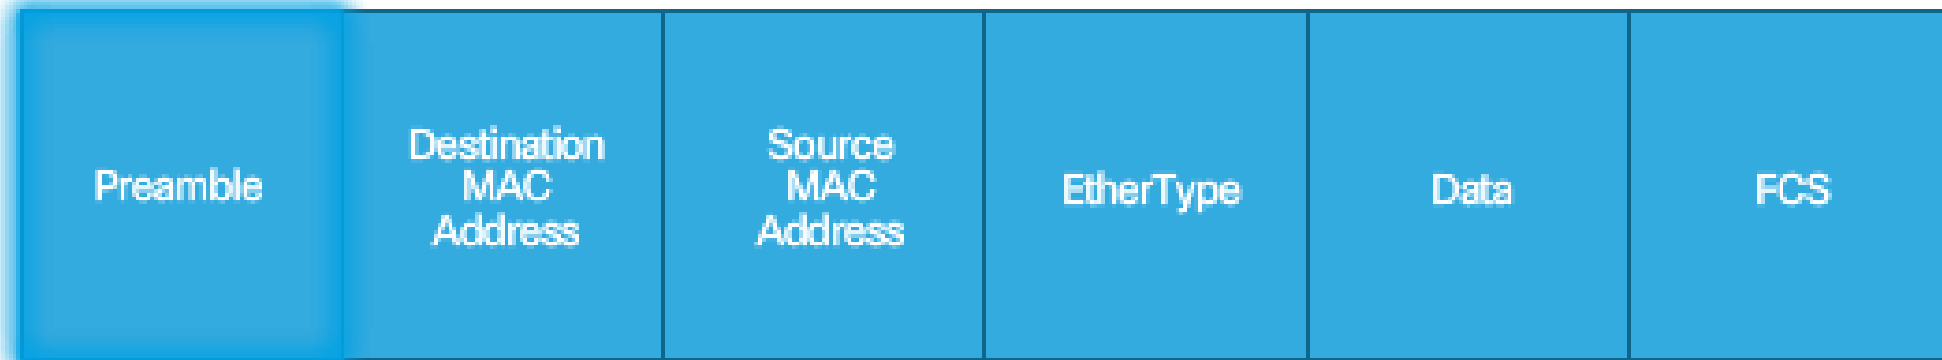 Preamble
Destination
MAC
Address
Source
MAC
Address
EtherType
Data
FCS